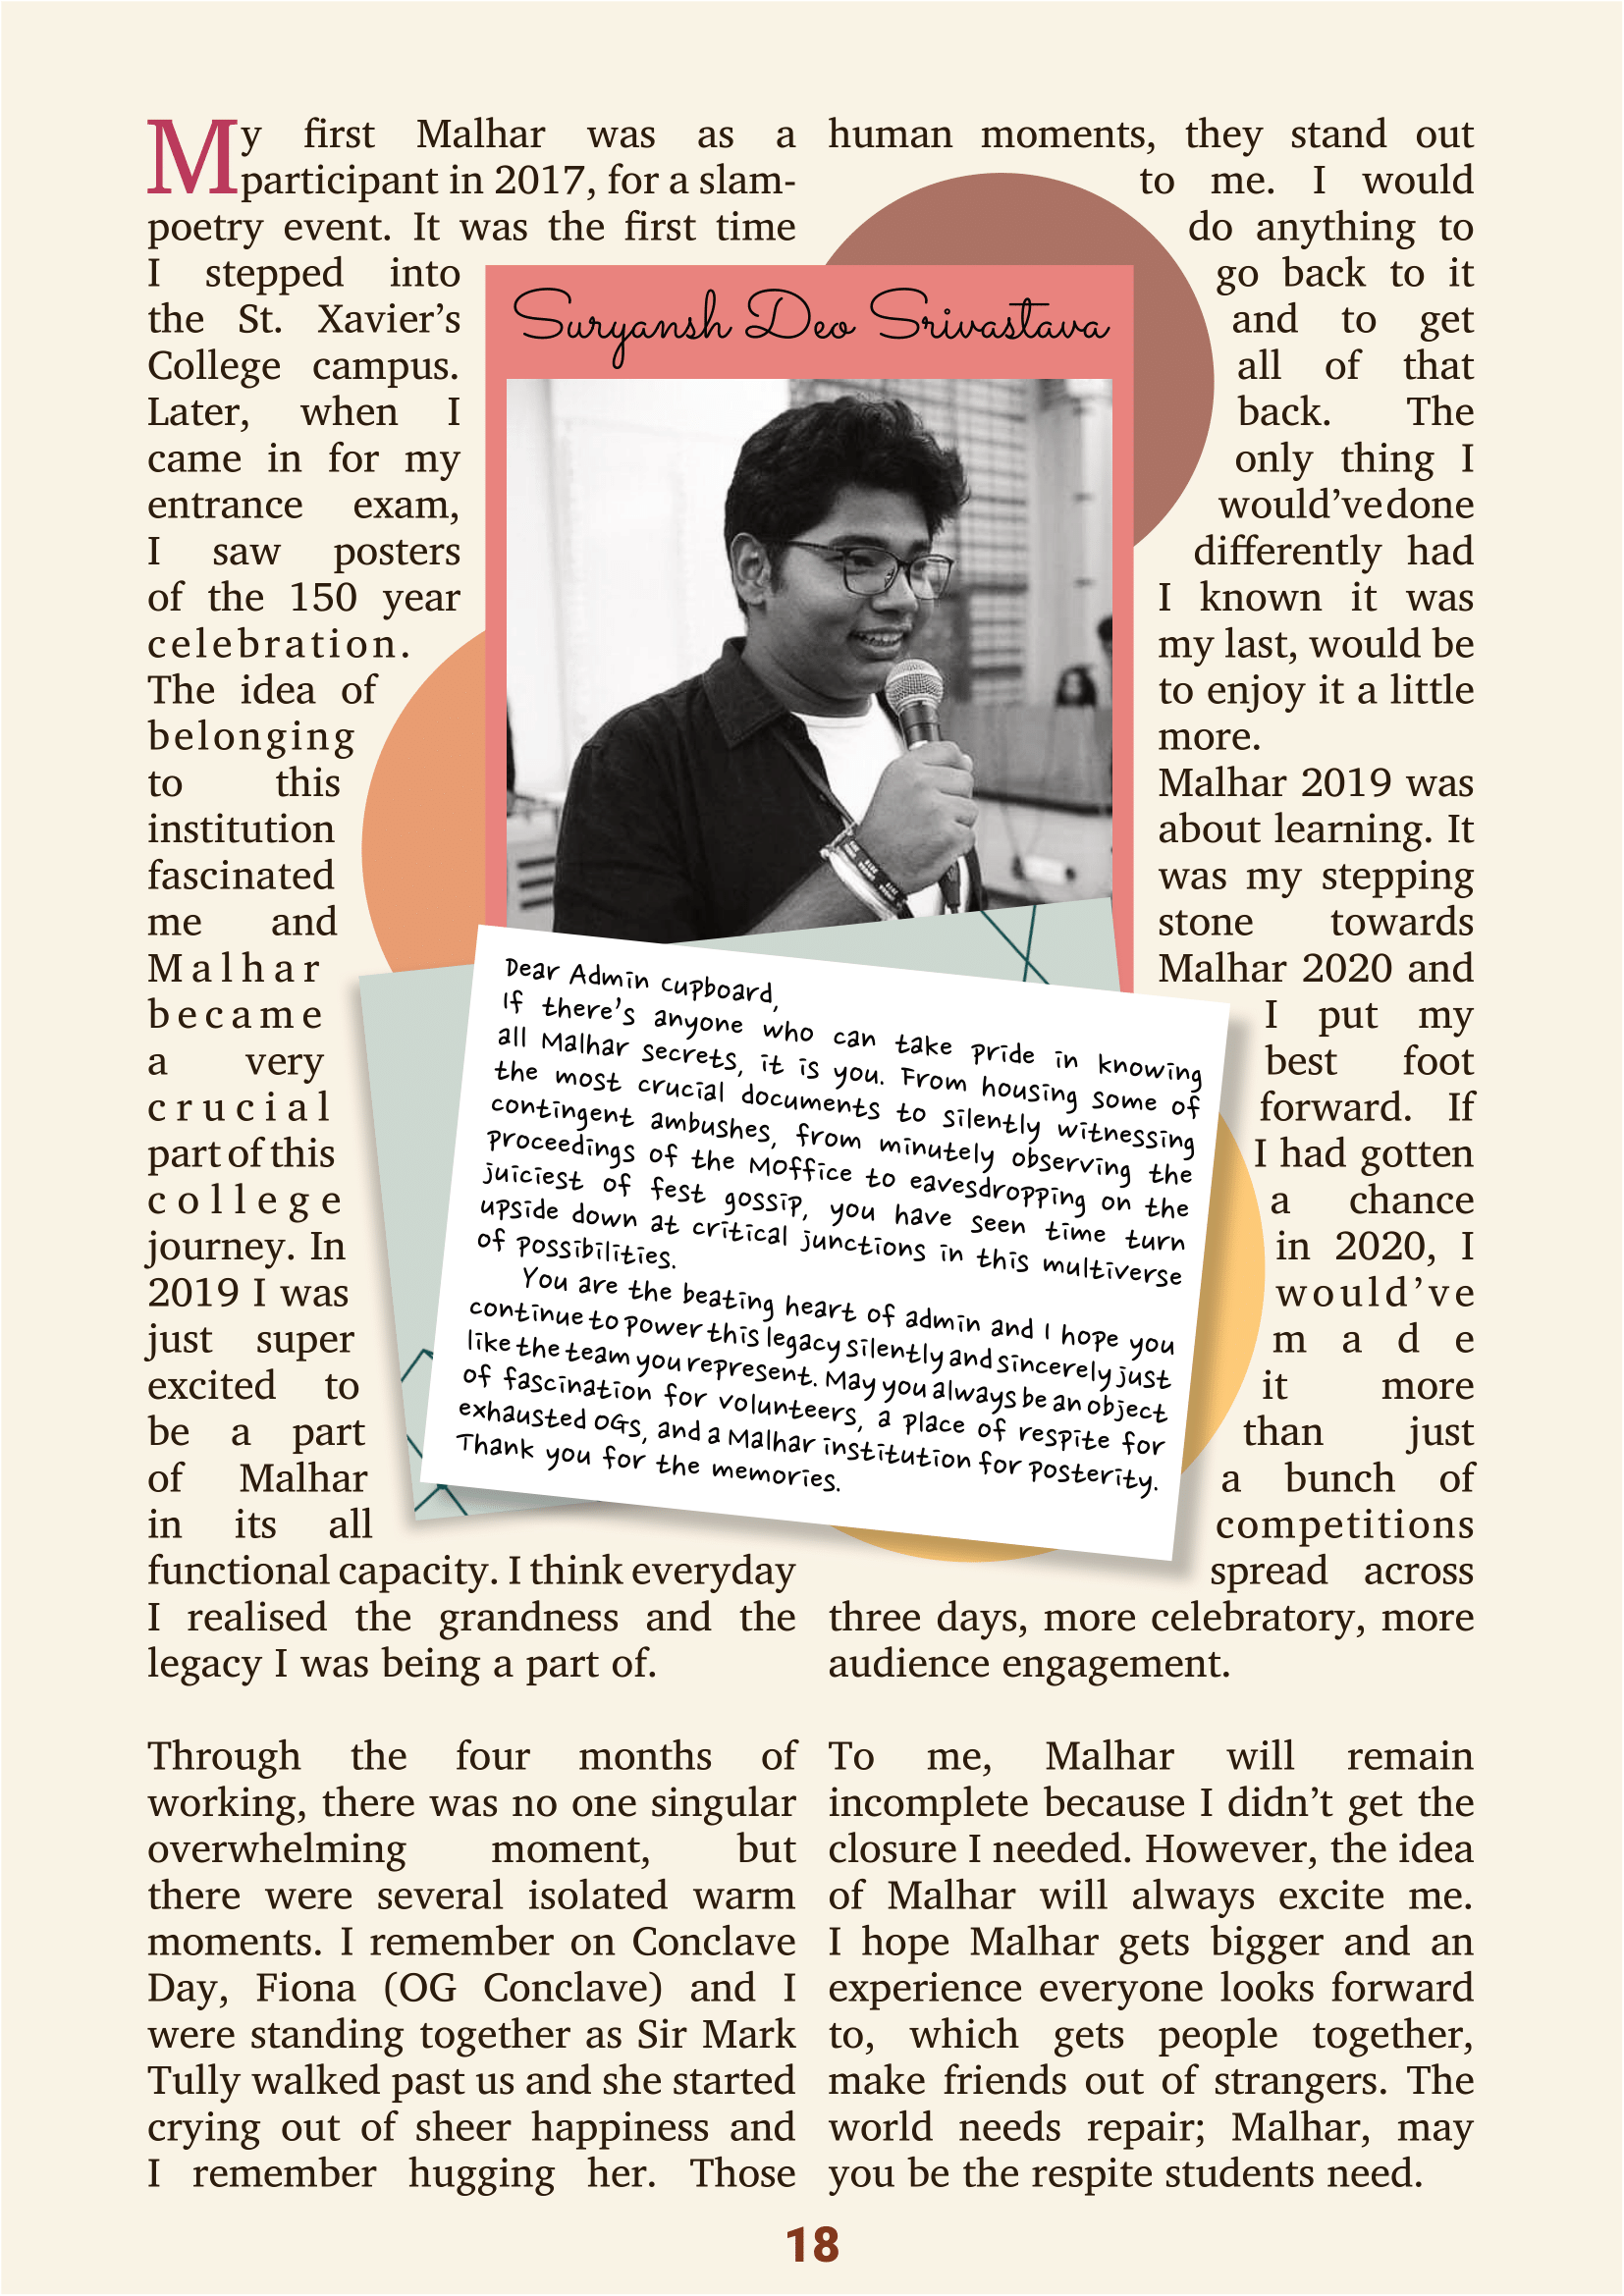 My first Malhar was as a
participant in 2017, for a slam-
poetry event. It was the first time
I stepped into
the St. Xavier’s
College campus.
Later, when I
came in for my
entrance exam,
I saw posters
of the 150 year
celebration.
The idea of
belonging
to this
institution
fascinated
me and
Malhar
became
a very
crucial
part of this
college
journey. In
2019 I was
just super
excited to
be a part
of Malhar
in its all
functional capacity. I think everyday
I realised the grandness and the
legacy I was being a part of.
Through the four months of
working, there was no one singular
overwhelming moment, but
there were several isolated warm
moments. I remember on Conclave
Day, Fiona (OG Conclave) and I
were standing together as Sir Mark
Tully walked past us and she started
crying out of sheer happiness and
I remember hugging her. Those
human moments, they stand out
to me. I would
do anything to
go back to it
and to get
all of that
back. The
only thing I
would’ve done
differently had
I known it was
my last, would be
to enjoy it a little
more.
Malhar 2019 was
about learning. It
was my stepping
stone towards
Malhar 2020 and
I put my
best foot
forward. If
I had gotten
a chance
in 2020, I
would’ve
made
it more
than just
a bunch of
competitions
spread across
three days, more celebratory, more
audience engagement.
To me, Malhar will remain
incomplete because I didn’t get the
closure I needed. However, the idea
of Malhar will always excite me.
I hope Malhar gets bigger and an
experience everyone looks forward
to, which gets people together,
make friends out of strangers. The
world needs repair; Malhar, may
you be the respite students need.
Suryansh Deo Srivastava
Dear Admin cupboard,
If there’s anyone who can take pride in knowing
all Malhar secrets, it is you. From housing some of
the most crucial documents to silently witnessing
contingent ambushes, from minutely observing the
proceedings of the Moffice to eavesdropping on the
juiciest of fest gossip, you have seen time turn
upside down at critical junctions in this multiverse
of possibilities.
You are the beating heart of admin and I hope you
continue to power this legacy silently and sincerely just
like the team you represent. May you always be an object
of fascination for volunteers, a place of respite for
exhausted OGs, and a Malhar institution for posterity.
Thank you for the memories.
18